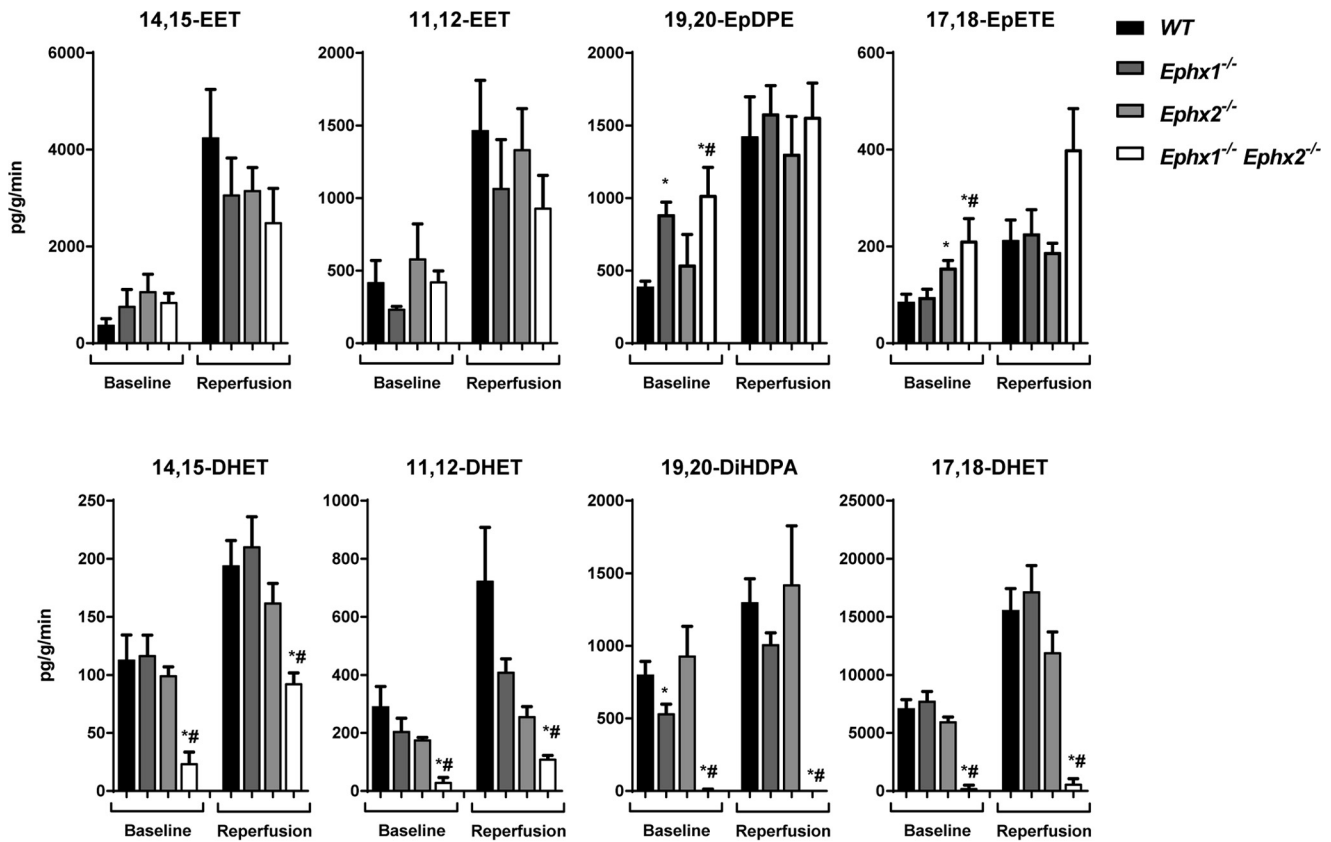 14,15-EET
11,12-EET
19,20-EpDPE
17,18-EpETE
WT
Ephx1-/-
Ephx2-/-
Ephx1-/- Ephx2-/-
pg/g/min
6000
4000
2000
0
Baseline
Reperfusion
2000
1500
1000
500
0
Baseline
Reperfusion
2000
1500
1000
500
0
*
*#
Baseline
Reperfusion
600
400
200
0
*
*#
Baseline
Reperfusion
14,15-DHET
11,12-DHET
19,20-DiHDPA
17,18-DHET
pg/g/min
250
200
150
100
50
0
*#
*#
Baseline
Reperfusion
1000
800
600
400
200
0
*#
*#
Baseline
Reperfusion
2000
1500
1000
500
0
*
*#
*#
Baseline
Reperfusion
25000
20000
15000
10000
5000
0
*#
*#
Baseline
Reperfusion